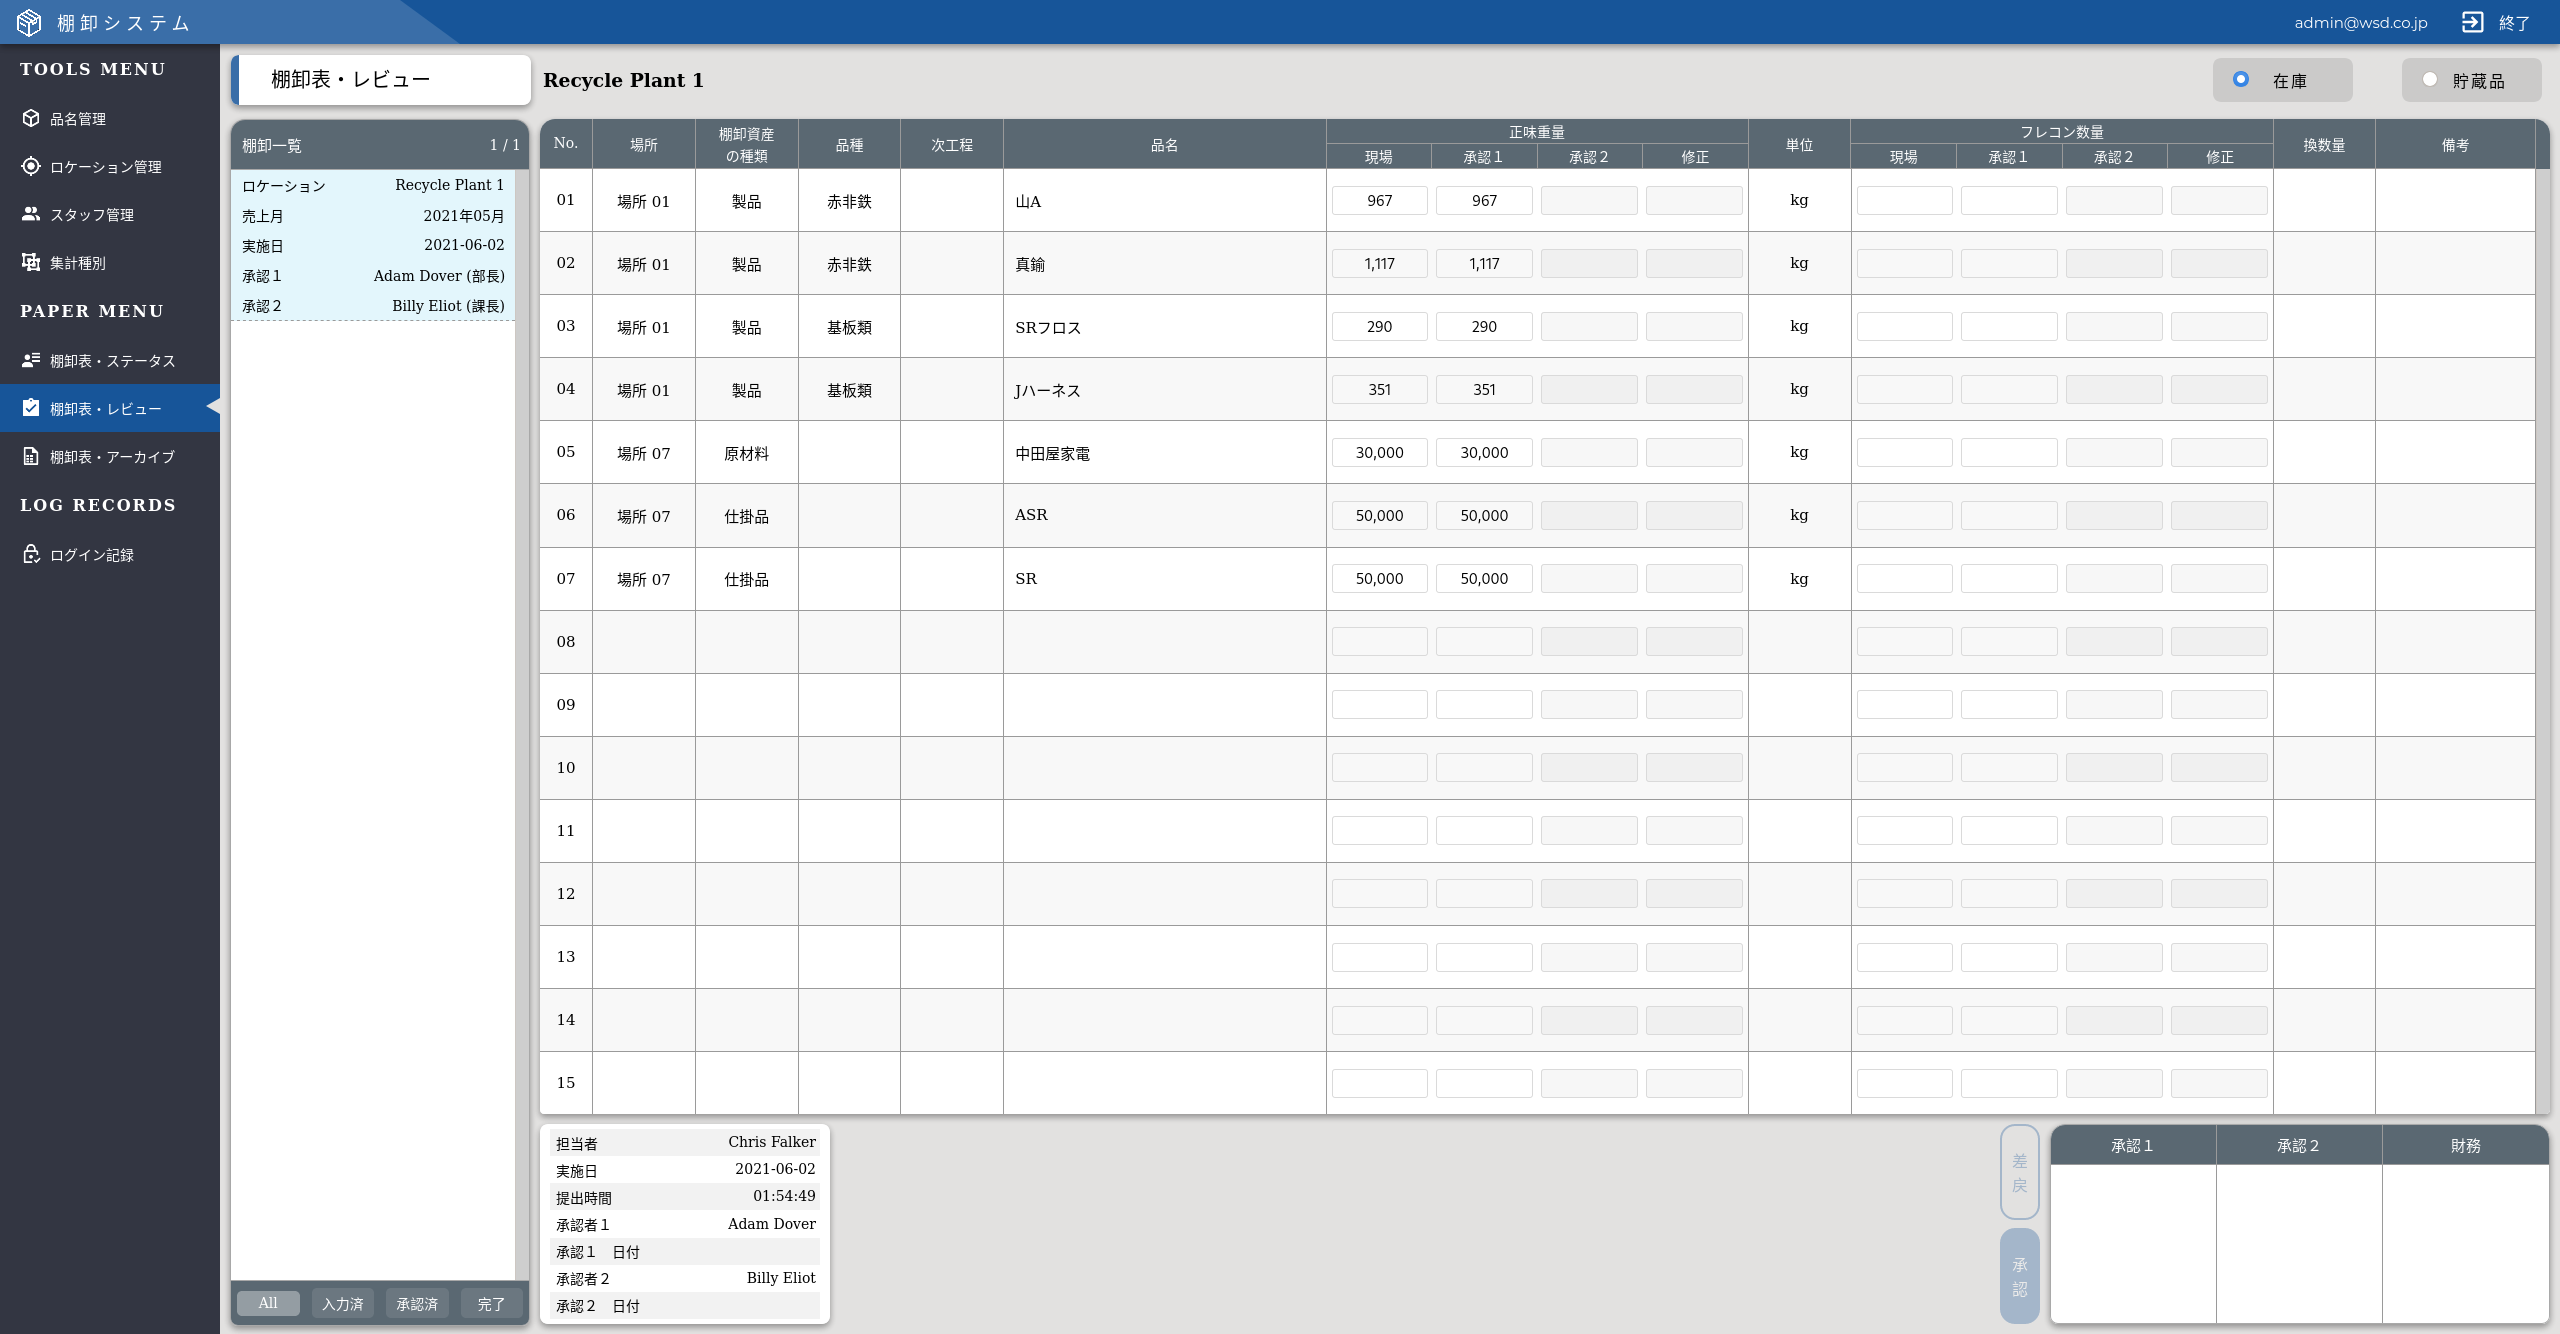 棚卸システム
admin@wsd.co.jp 終了
TOOLS MENU
品名管理
ロケーション管理
スタッフ管理
集計種別
PAPER MENU
棚卸表・ステータス
棚卸表・レビュー
棚卸表・アーカイブ
LOG RECORDS
ログイン記録
棚卸表・レビュー
Recycle Plant 1
在庫
貯蔵品
棚卸一覧 1 / 1
ロケーション Recycle Plant 1
売上月 2021年05月
実施日 2021-06-02
承認１ Adam Dover (部長)
承認２ Billy Eliot (課長)
All 入力済 承認済 完了
No. 場所 棚卸資産の種類 品種 次工程 品名 正味重量 単位 フレコン数量 換数量 備考
現場 承認１ 承認２ 修正 現場 承認１ 承認２ 修正
01 場所 01 製品 赤非鉄 山A 967 967 kg
02 場所 01 製品 赤非鉄 真鍮 1,117 1,117 kg
03 場所 01 製品 基板類 SRフロス 290 290 kg
04 場所 01 製品 基板類 Jハーネス 351 351 kg
05 場所 07 原材料 中田屋家電 30,000 30,000 kg
06 場所 07 仕掛品 ASR 50,000 50,000 kg
07 場所 07 仕掛品 SR 50,000 50,000 kg
08
09
10
11
12
13
14
15
担当者 Chris Falker
実施日 2021-06-02
提出時間 01:54:49
承認者１ Adam Dover
承認１　日付
承認者２ Billy Eliot
承認２　日付
差戻
承認
承認１ 承認２ 財務